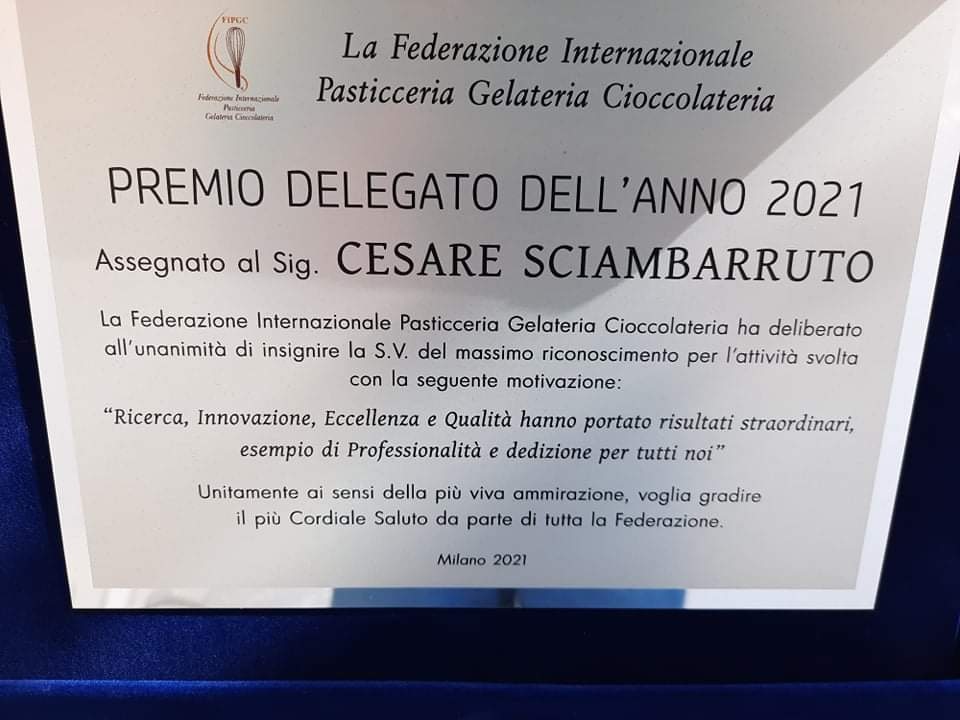 FIPGC
Federazione Internazionale
Pasticceria
Gelateria Cioccolateria
La Federazione Internazionale
Pasticceria Gelateria Cioccolateria
PREMIO DELEGATO DELL'ANNO 2021
Assegnato al Sig. CESARE SCIAMBARRUTO
La Federazione Internazionale Pasticceria Gelateria Cioccolateria ha deliberato
all'unanimità di insignire la S.V. del massimo riconoscimento per l'attività svolta
con la seguente motivazione:
“Ricerca, Innovazione, Eccellenza e Qualità hanno portato risultati straordinari,
esempio di Professionalità e dedizione per tutti noi”
Unitamente ai sensi della più viva ammirazione, voglia gradire
il più Cordiale Saluto da parte di tutta la Federazione.
Milano 2021